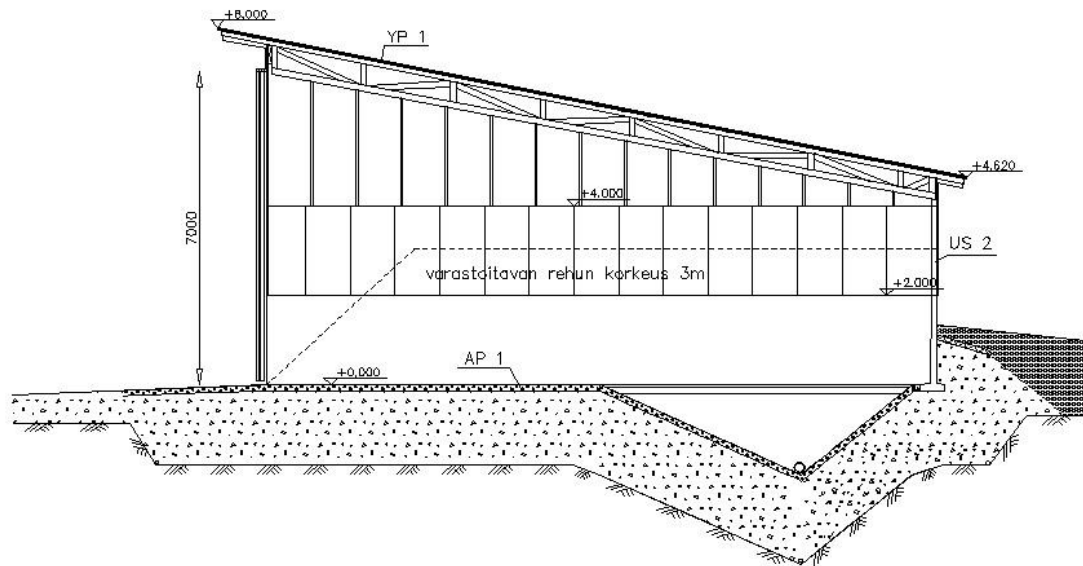 +8.000
YP 1
+4.620
+4.000
7000
US 2
varastoitavan rehun korkeus 3m
+2.000
AP 1
+0.000